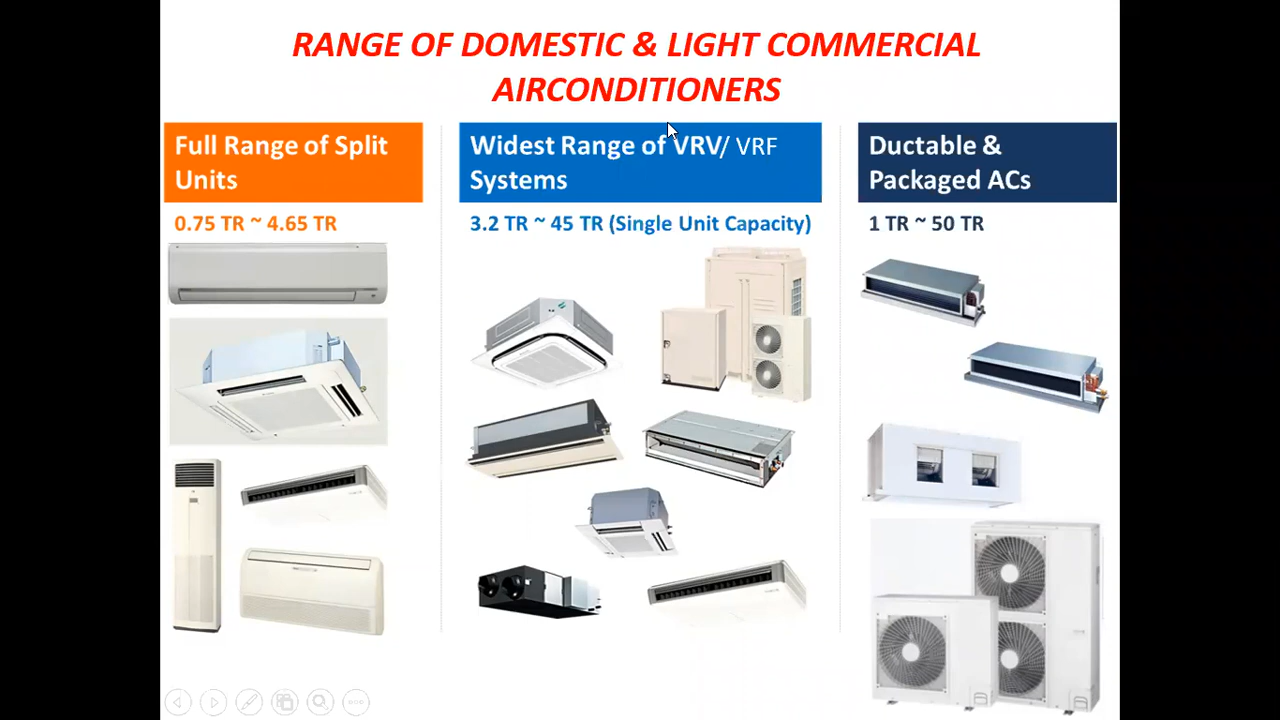 RANGE OF DOMESTIC & LIGHT COMMERCIAL
AIRCONDITIONERS
Full Range of Split
Units
0.75 TR ~ 4.65 TR
Widest Range of VRV/ VRF
Systems
3.2 TR ~ 45 TR (Single Unit Capacity)
Ductable &
Packaged ACs
1 TR ~ 50 TR